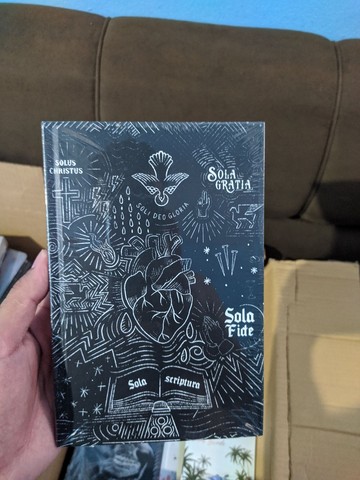 SOLUS
CHRISTUS
SOLI DEO GLORIA
SOLA
GRATIA
Sola
Fide
Sola scriptura